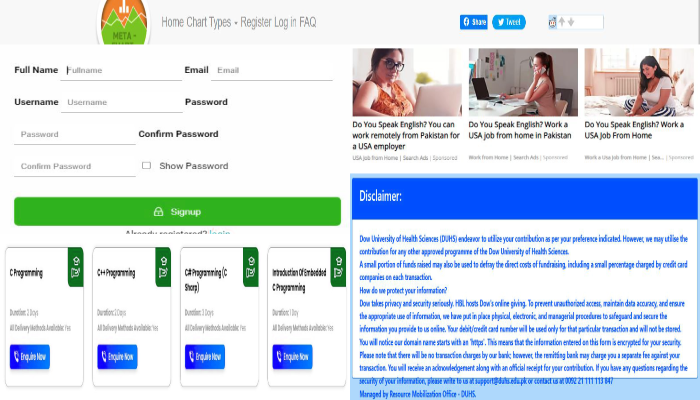 META -
Home Chart Types Register Log in FAQ
Share
Tweet
Full Name Fullname Email Email
Username Username Password
Password Confirm Password
Confirm Password Show Password
Signup
Already registered? login
Do You Speak English? You can
work remotely from Pakistan for
a USA employer
USA Job from Home | Search Ads | Sponsored
Do You Speak English? Work a
USA job from home in Pakistan
Work from Home | Search Ads | Sponsored
Do You Speak English? Work a
USA Job From Home
Work a Usa Job from Home | Sea... | Sponsored
C Programming
Duration: 2 Days
All Delivery Methods Available: Yes
Enquire Now
C++ Programming
Duration: 2 Days
All Delivery Methods Available: Yes
Enquire Now
C# Programming (C
Sharp)
Duration: 2 Days
All Delivery Methods Available: Yes
Enquire Now
Introduction Of Embedded
C Programming
Duration: 1 Day
All Delivery Methods Available: Yes
Enquire Now
Disclaimer:
Dow University of Health Sciences (DUHS) endeavor to utilize your contribution as per your preference indicated. However, we may utilise the
contribution for any other approved programme of the Dow University of Health Sciences.
A small portion of funds raised may also be used to defray the direct costs of fundraising, including a small percentage charged by credit card
companies on each transaction.
How do we protect your information?
Dow takes privacy and security seriously. HBL hosts Dow's online giving. To prevent unauthorized access, maintain data accuracy, and ensure
the appropriate use of information, we have put in place physical, electronic, and managerial procedures to safeguard and secure the
information you provide to us online. Your debit/credit card number will be used only for that particular transaction and will not be stored.
You will notice our domain name starts with an 'https'. This means that the information entered on this form is encrypted for your security.
Please note that there will be no transaction charges by our bank; however, the remitting bank may charge you a separate fee against your
transaction. You will receive an acknowledgement along with an official receipt for your contribution. If you have any questions regarding the
security of your information, please write to us at support@duhs.edu.pk or contact us at 0092 21 111 113 847
Managed by Resource Mobilization Office - DUHS.